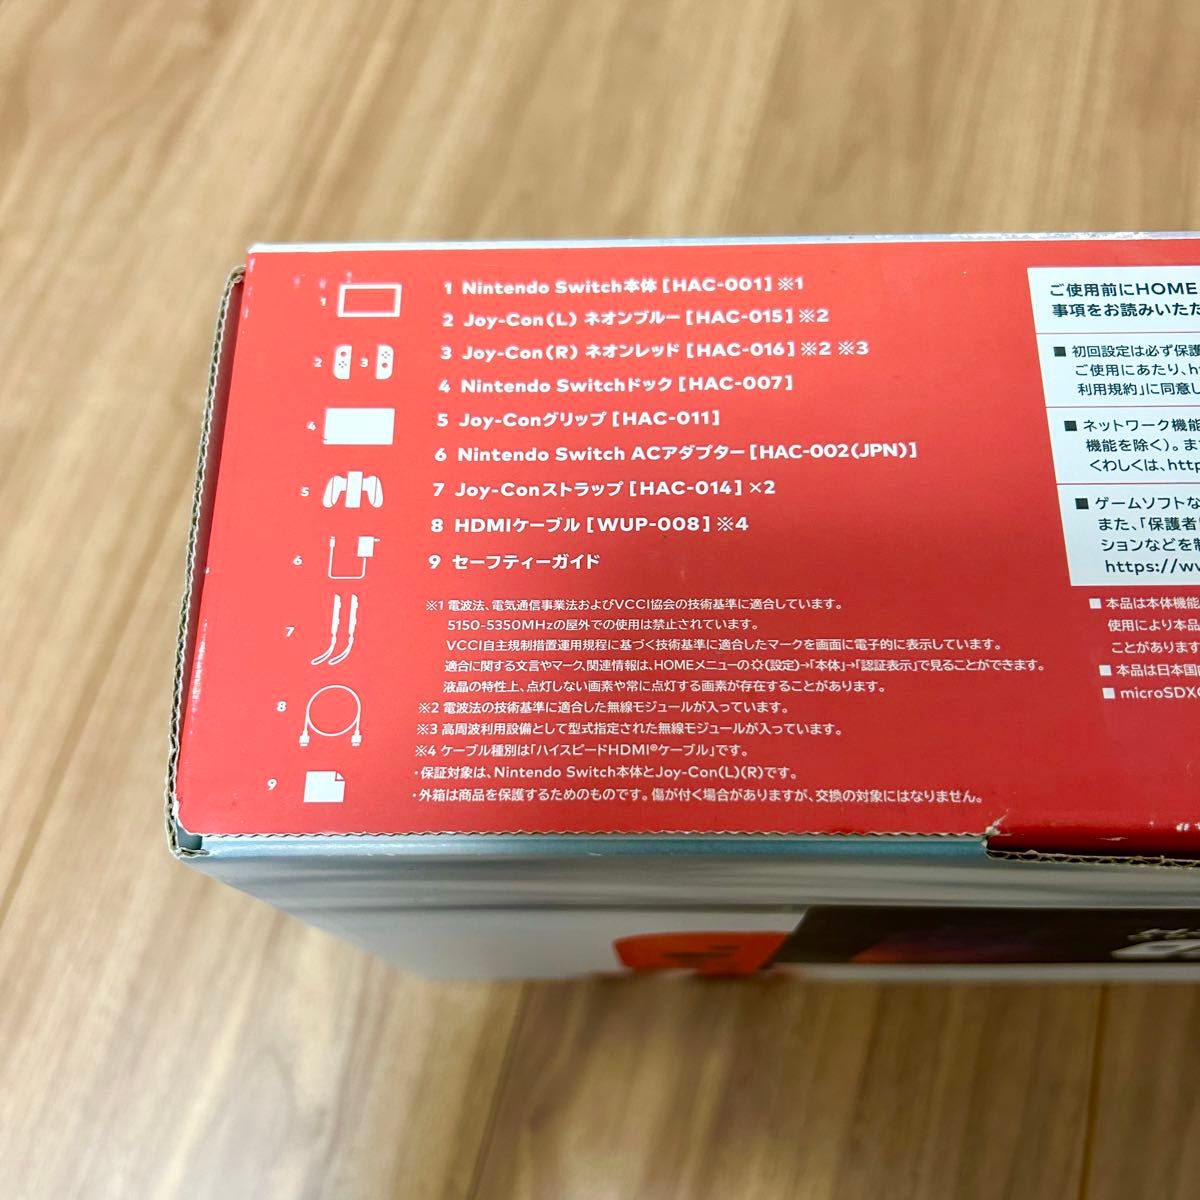 1 Nintendo Switch本体[HAC-001]※1
2 Joy-Con(L) ネオンブルー[HAC-015]※2
3 Joy-Con(R) ネオンレッド[HAC-016]※2 ※3
4 Nintendo Switchドック[HAC-007]
5 Joy-Conグリップ[HAC-011]
6 Nintendo Switch ACアダプター[HAC-002(JPN)]
7 Joy-Conストラップ[HAC-014]×2
8 HDMIケーブル[WUP-008]※4
9 セーフティーガイド
※1 電波法、電気通信事業法およびVCCI協会の技術基準に適合しています。
5150-5350MHzの屋外での使用は禁止されています。
VCCI自主規制措置運用規程に基づく技術基準に適合したマークを画面に電子的に表示しています。
適合に関する文言やマーク、関連情報は、HOMEメニューの(設定)→「本体」→「認証表示」で見ることができます。
液晶の特性上、点灯しない画素や常に点灯する画素が存在することがあります。
※2 電波法の技術基準に適合した無線モジュールが入っています。
※3 高周波利用設備として型式指定された無線モジュールが入っています。
※4 ケーブル種別は「ハイスピードHDMI®ケーブル」です。
・保証対象は、Nintendo Switch本体とJoy-Con(L)(R)です。
・外箱は商品を保護するためのものです。傷が付く場合がありますが、交換の対象にはなりません。
1
2
3
4
5
6
7
8
9
ご使用前にHOME
事項をお読みいただ
■ 初回設定は必ず保護
ご使用にあたり、ht
利用規約」に同意し
■ ネットワーク機能
機能を除く)。ま
くわしくは、http
■ ゲームソフトな
また、「保護者
ションなどを制
https://w
■ 本品は本体機能
使用により本品
ことがあります
■ 本品は日本国
■ microSDX